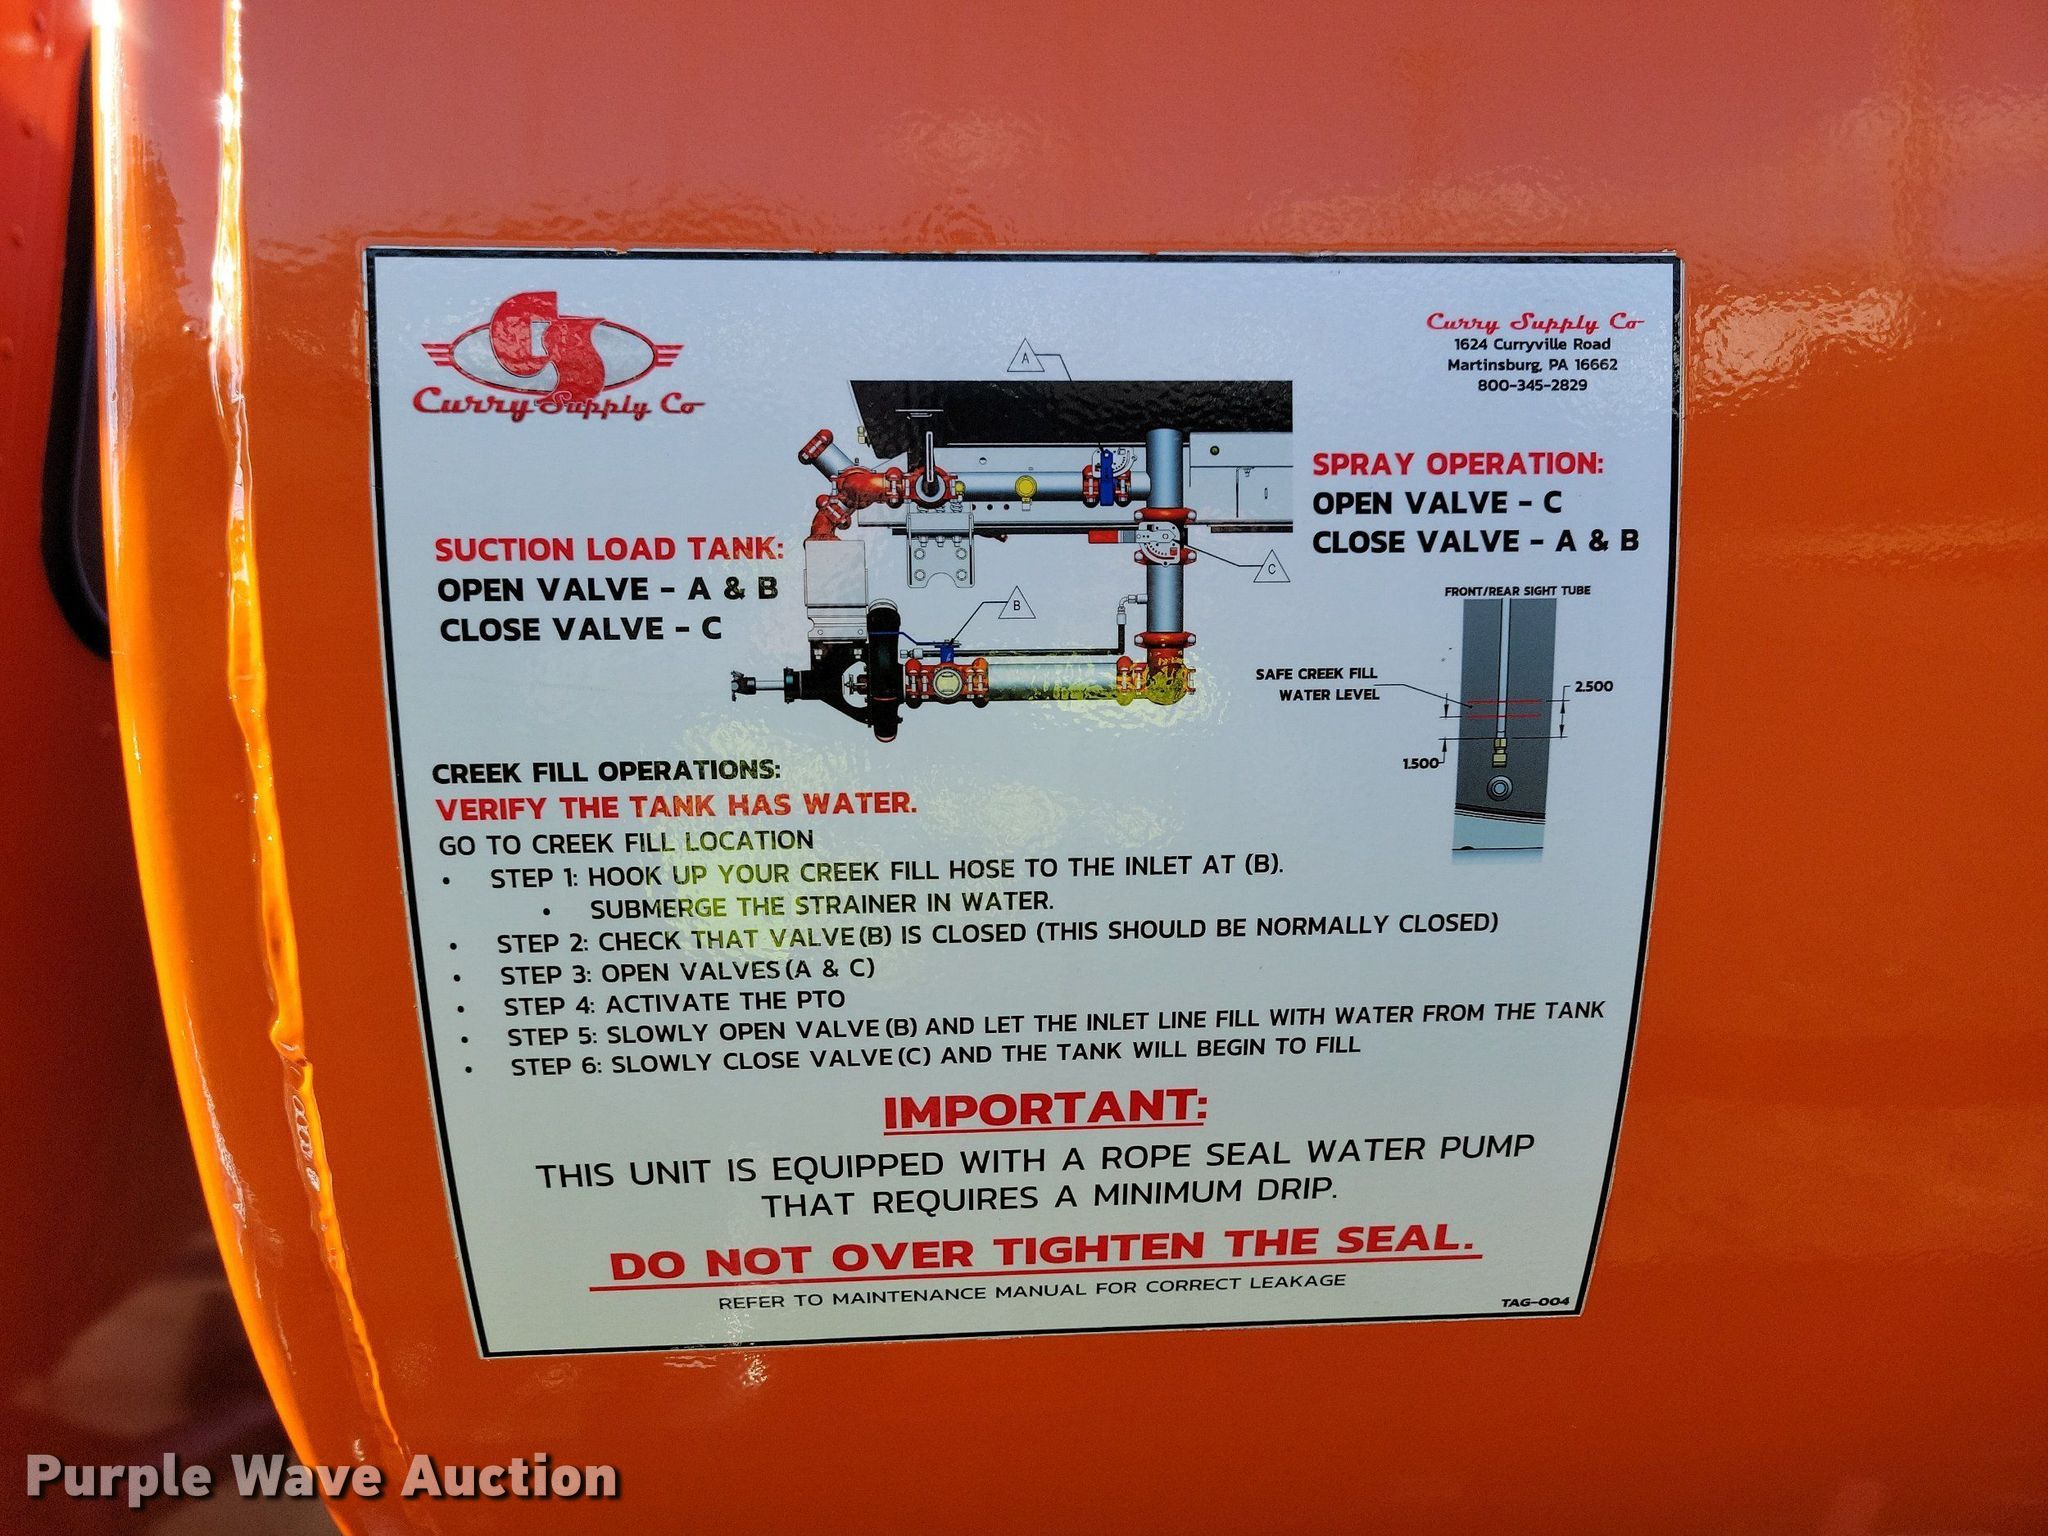 CS
Curry Supply Co
Curry Supply Co
1624 Curryville Road
Martinsburg, PA 16662
800-345-2829
A
SPRAY OPERATION:
OPEN VALVE - C
CLOSE VALVE - A & B
SUCTION LOAD TANK:
OPEN VALVE - A & B
CLOSE VALVE - C
C
B
FRONT/REAR SIGHT TUBE
SAFE CREEK FILL
WATER LEVEL
2.500
1.500
CREEK FILL OPERATIONS:
VERIFY THE TANK HAS WATER.
GO TO CREEK FILL LOCATION
• STEP 1: HOOK UP YOUR CREEK FILL HOSE TO THE INLET AT (B).
• SUBMERGE THE STRAINER IN WATER.
• STEP 2: CHECK THAT VALVE (B) IS CLOSED (THIS SHOULD BE NORMALLY CLOSED)
• STEP 3: OPEN VALVES (A & C)
• STEP 4: ACTIVATE THE PTO
• STEP 5: SLOWLY OPEN VALVE (B) AND LET THE INLET LINE FILL WITH WATER FROM THE TANK
• STEP 6: SLOWLY CLOSE VALVE (C) AND THE TANK WILL BEGIN TO FILL
IMPORTANT:
THIS UNIT IS EQUIPPED WITH A ROPE SEAL WATER PUMP
THAT REQUIRES A MINIMUM DRIP.
DO NOT OVER TIGHTEN THE SEAL.
REFER TO MAINTENANCE MANUAL FOR CORRECT LEAKAGE
TAG-004
Purple Wave Auction